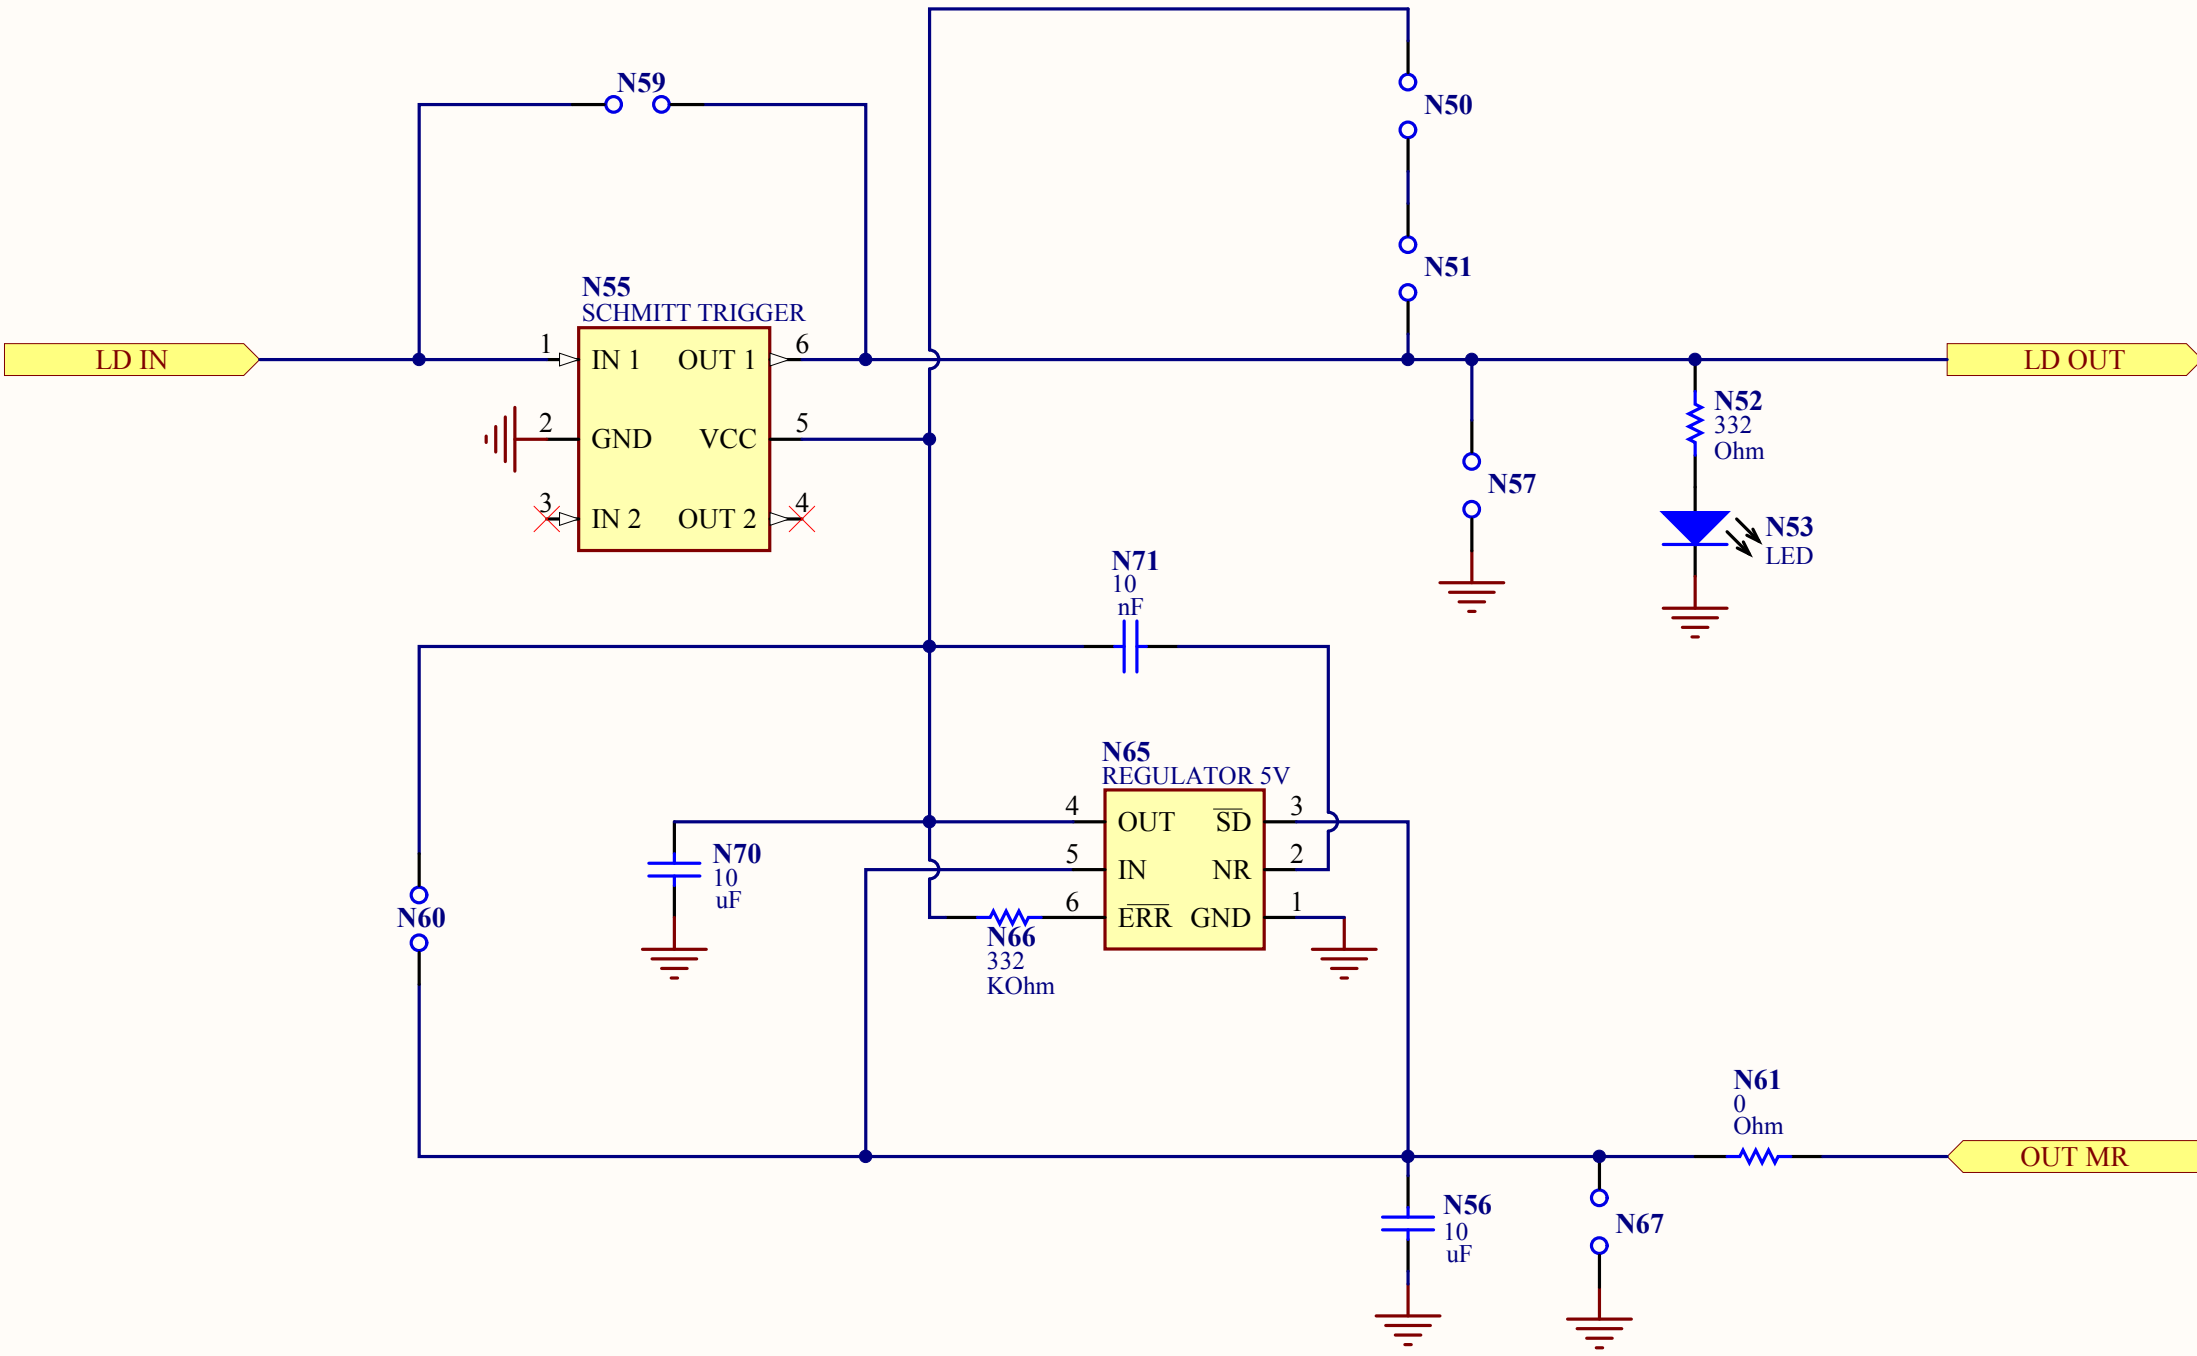 N59
N50
N51
N55
SCHMITT TRIGGER
LD IN
1
IN 1
OUT 1
6
LD OUT
2
GND
VCC
5
3
IN 2
OUT 2
4
N52
332
Ohm
N57
N53
LED
N71
10
nF
N65
REGULATOR 5V
4
OUT
SD
3
5
IN
NR
2
6
ERR
GND
1
N70
10
uF
N60
N66
332
KOhm
N61
0
Ohm
OUT MR
N56
10
uF
N67